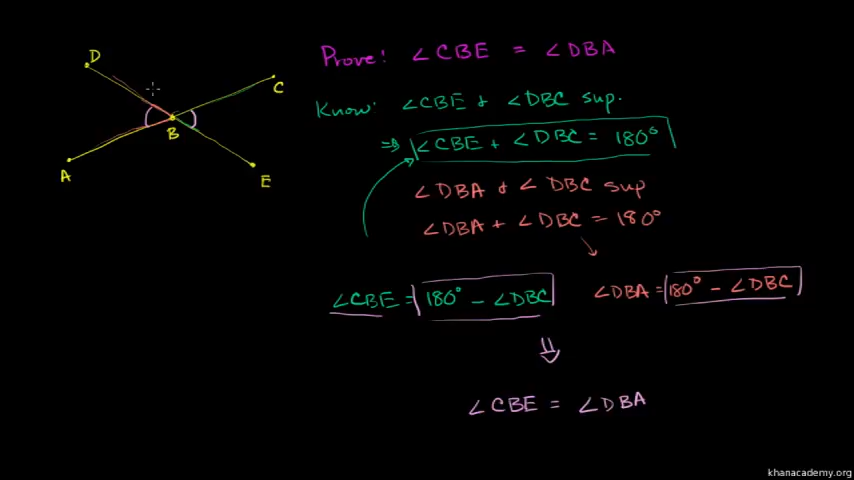 D
C
B
A
E
Prove: ∠CBE = ∠DBA
Know: ∠CBE + ∠DBC sup.
⇒ ∠CBE + ∠DBC = 180°
∠DBA + ∠DBC sup
∠DBA + ∠DBC = 180°
∠CBE = 180° - ∠DBC
∠DBA = 180° - ∠DBC
⇓
∠CBE = ∠DBA
khanacademy.org